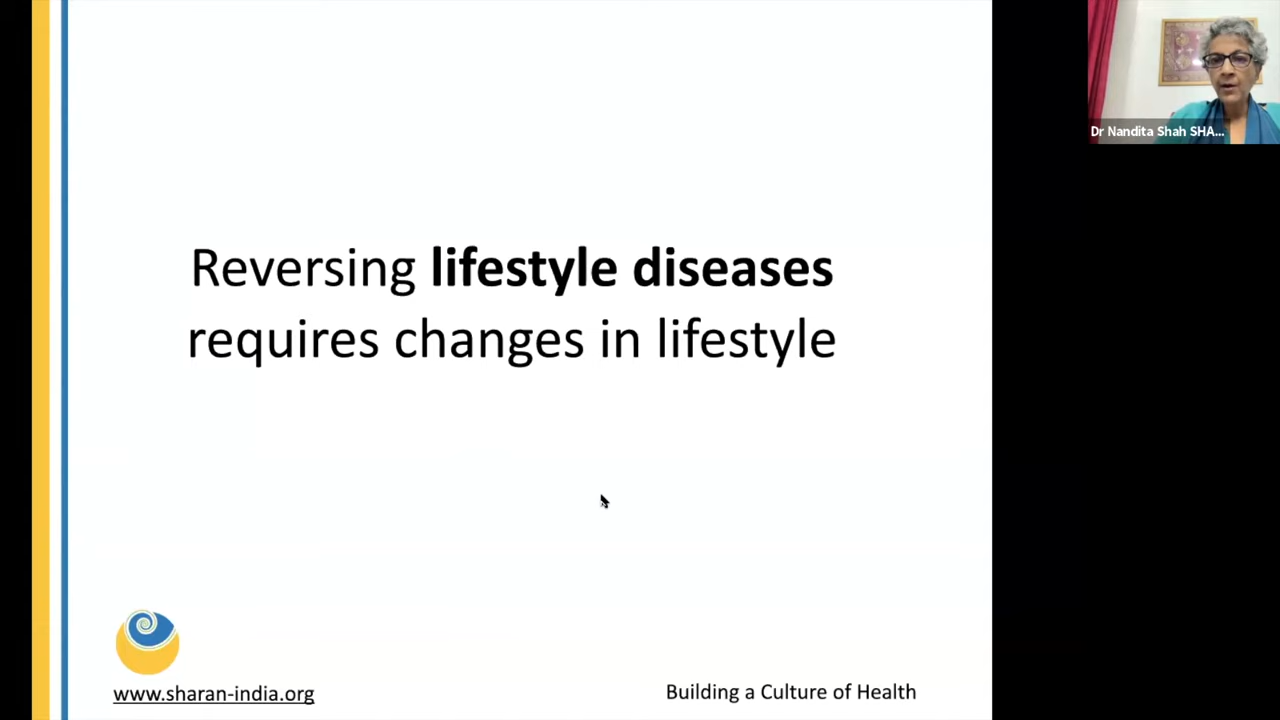 Reversing lifestyle diseases
requires changes in lifestyle
www.sharan-india.org
Building a Culture of Health
Dr Nandita Shah SHA...